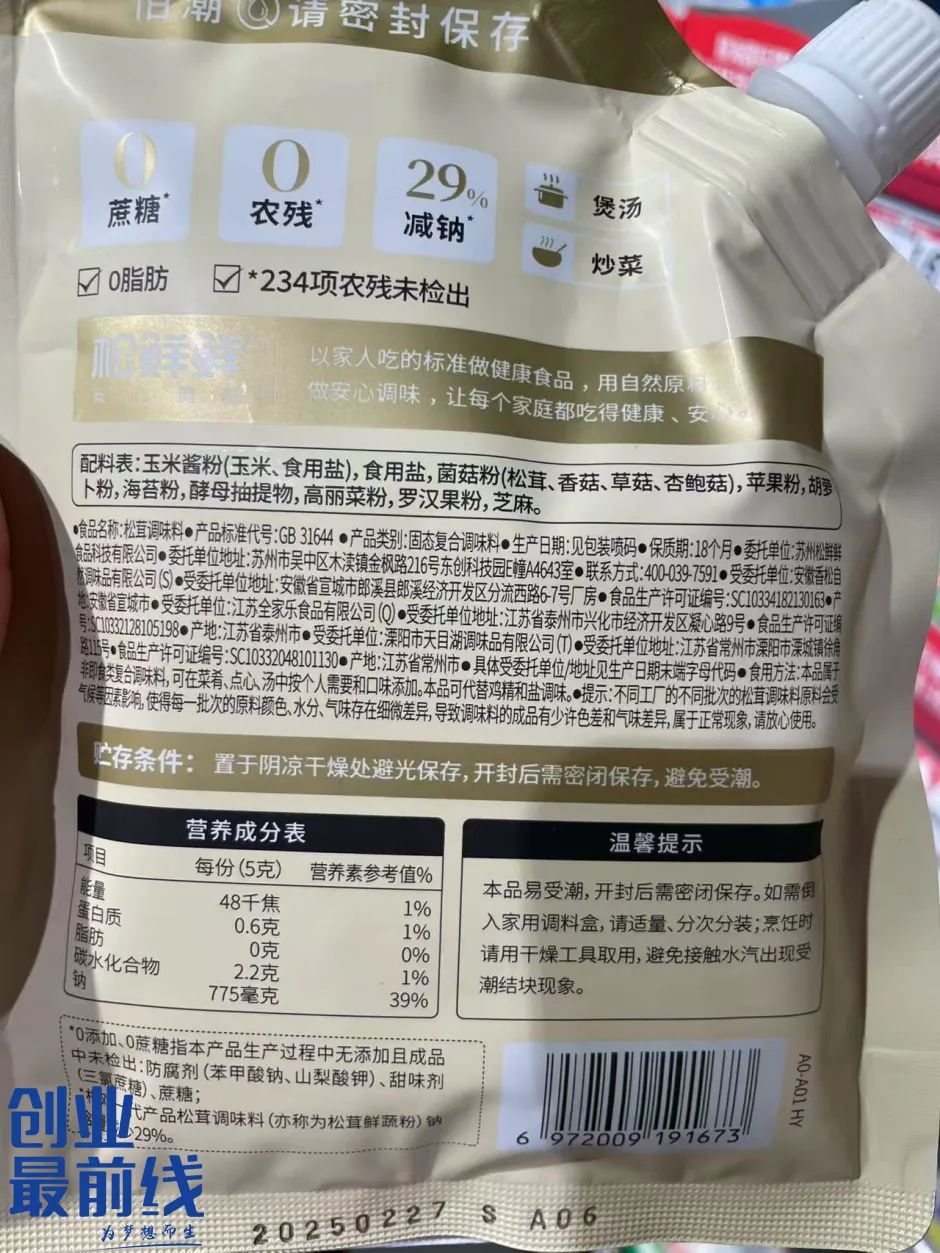 怕潮 请密封保存
0
蔗糖*
0
农残*
29%
减钠*
煲汤
炒菜
0脂肪
*234项农残未检出
松鲜鲜
以家人吃的标准做健康食品，用自然原
做安心调味，让每个家庭都吃得健康、安
配料表:玉米酱粉(玉米、食用盐),食用盐,菌菇粉(松茸、香菇、草菇、杏鲍菇),苹果粉,胡萝
卜粉,海苔粉,酵母抽提物,高丽菜粉,罗汉果粉,芝麻。
●食品名称:松茸调味料●产品标准代号:GB 31644 ●产品类别:固态复合调味料●生产日期:见包装喷码●保质期:18个月●委托单位:苏州松鲜鲜
食品科技有限公司●委托单位地址:苏州市吴中区木渎镇金枫路216号东创科技园E幢A4643室●联系方式:400-039-7591●受委托单位:安徽香松自
然调味品有限公司(S)●受委托单位地址:安徽省宣城市郎溪县郎溪经济开发区分流西路6-7号厂房●食品生产许可证编号:SC10334182130163●产
地:安徽省宣城市●受委托单位:江苏全家乐食品有限公司(Q)●受委托单位地址:江苏省泰州市兴化市经济开发区凝心路9号●食品生产许可证编
号:SC10332128105198●产地:江苏省泰州市●受委托单位:溧阳市天目湖调味品有限公司(T)●受委托单位地址:江苏省常州市溧阳市溧城镇徐角
路115号●食品生产许可证编号:SC10332048101130●产地:江苏省常州市●具体受委托单位/地址见生产日期末端字母代码●食用方法:本品属于
非即食类复合调味料,可在菜肴、点心、汤中按个人需要和口味添加。本品可代替鸡精和盐调味。●提示:不同工厂的不同批次的松茸调味料原料会受
气候等因素影响,使得每一批次的原料颜色、水分、气味存在细微差异,导致调味料的成品有少许色差和气味差异,属于正常现象,请放心使用。
贮存条件：置于阴凉干燥处避光保存,开封后需密闭保存,避免受潮。
营养成分表
项目 每份(5克) 营养素参考值%
能量 48千焦 1%
蛋白质 0.6克 1%
脂肪 0克 0%
碳水化合物 2.2克 1%
钠 775毫克 39%
温馨提示
本品易受潮,开封后需密闭保存。如需倒
入家用调料盒,请适量、分次分装;烹饪时
请用干燥工具取用,避免接触水汽出现受
潮结块现象。
*0添加、0蔗糖指本产品生产过程中无添加且成品
中未检出:防腐剂(苯甲酸钠、山梨酸钾)、甜味剂
(三氯蔗糖)、蔗糖;
代产品松茸调味料(亦称为松茸鲜蔬粉)钠
29%。
6 972009 191673
A0-A01 HY
创业
最前线
为梦想而生
20250227 S A06